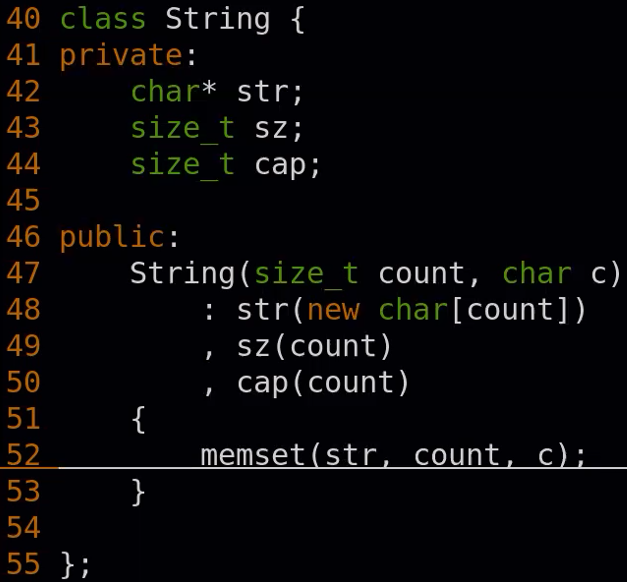 40 class String {
41 private:
42     char* str;
43     size_t sz;
44     size_t cap;
45
46 public:
47     String(size_t count, char c)
48         : str(new char[count])
49         , sz(count)
50         , cap(count)
51     {
52         memset(str, count, c);
53     }
54
55 };